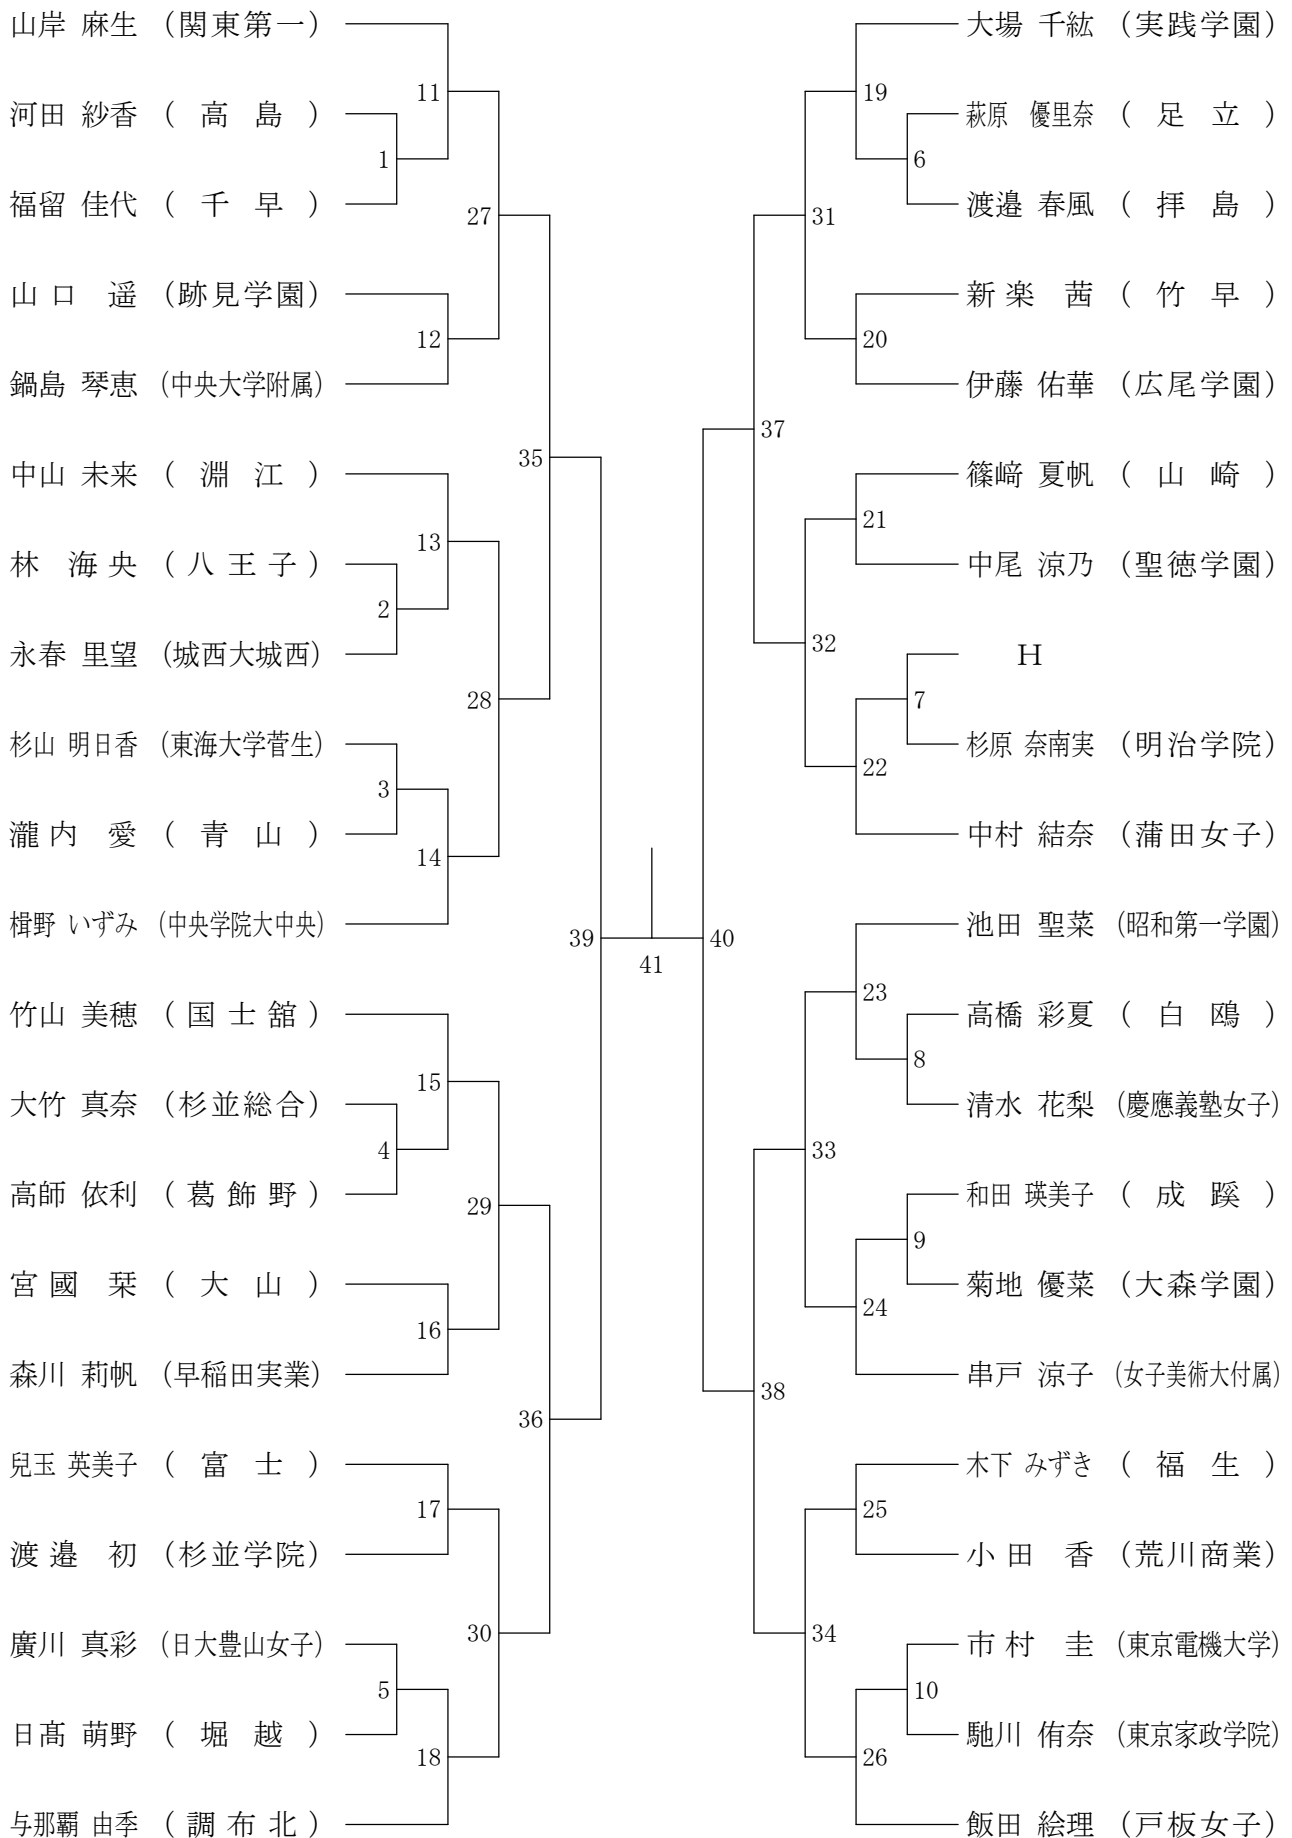 山岸 麻生 (関東第一)
河田 紗香 ( 高 島 )
福留 佳代 ( 千 早 )
山 口 遥 (跡見学園)
鍋島 琴恵 (中央大学附属)
中山 未来 ( 淵 江 )
林 海 央 ( 八 王 子 )
永春 里望 (城西大城西)
杉山 明日香 (東海大学菅生)
瀧 内 愛 ( 青 山 )
楫野 いずみ (中央学院大中央)
竹山 美穂 ( 国 士 舘 )
大竹 真奈 (杉並総合)
高師 依利 ( 葛 飾 野 )
宮 國 栞 ( 大 山 )
森川 莉帆 (早稲田実業)
兒玉 英美子 ( 富 士 )
渡 邉 初 (杉並学院)
廣川 真彩 (日大豊山女子)
日髙 萌野 ( 堀 越 )
与那覇 由季 ( 調 布 北 )
1
2
3
4
5
11
12
13
14
15
16
17
18
27
28
29
30
35
36
39
41
40
37
38
31
32
33
34
19
20
21
22
23
24
25
26
6
7
8
9
10
大場 千紘 (実践学園)
萩原 優里奈 ( 足 立 )
渡邉 春風 ( 拝 島 )
新 楽 茜 ( 竹 早 )
伊藤 佑華 (広尾学園)
篠﨑 夏帆 ( 山 崎 )
中尾 涼乃 (聖徳学園)
H
杉原 奈南実 (明治学院)
中村 結奈 (蒲田女子)
池田 聖菜 (昭和第一学園)
高橋 彩夏 ( 白 鴎 )
清水 花梨 (慶應義塾女子)
和田 瑛美子 ( 成 蹊 )
菊地 優菜 (大森学園)
串戸 涼子 (女子美術大付属)
木下 みずき ( 福 生 )
小 田 香 (荒川商業)
市 村 圭 (東京電機大学)
馳川 侑奈 (東京家政学院)
飯田 絵理 (戸板女子)